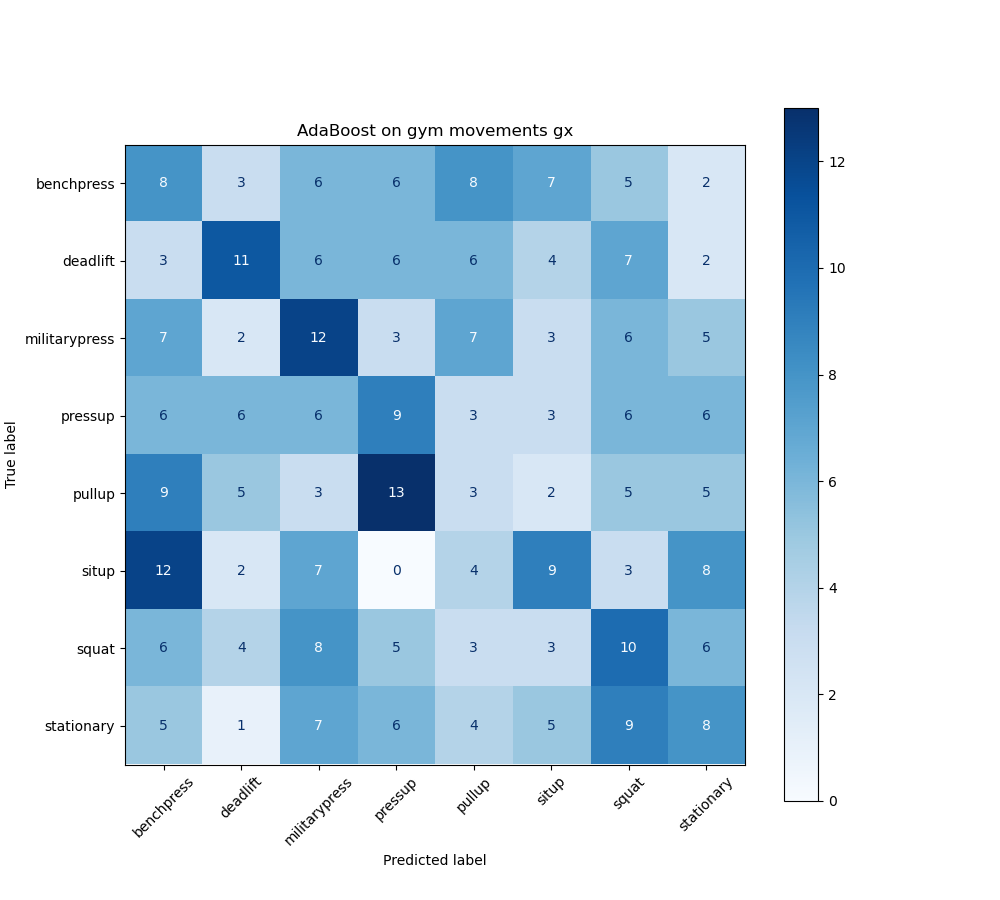 AdaBoost on gym movements gx
benchpress 8 3 6 6 8 7 5 2
deadlift 3 11 6 6 6 4 7 2
militarypress 7 2 12 3 7 3 6 5
pressup 6 6 6 9 3 3 6 6
pullup 9 5 3 13 3 2 5 5
situp 12 2 7 0 4 9 3 8
squat 6 4 8 5 3 3 10 6
stationary 5 1 7 6 4 5 9 8
benchpress deadlift militarypress pressup pullup situp squat stationary
Predicted label
True label
12
10
8
6
4
2
0